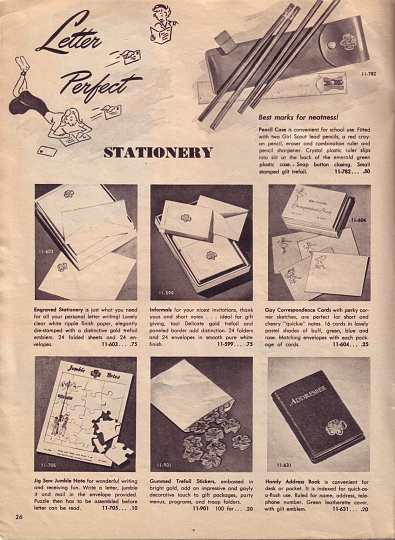 Letter
Perfect
STATIONERY
11-782
Best marks for neatness!
Pencil Case is convenient for school use. Fitted
with two Girl Scout lead pencils, a red cray-
on pencil, eraser and combination ruler and
pencil sharpener. Crystal plastic ruler slips
into slit at the back of the emerald green
plastic case. Snap button closing. Small
stamped gilt trefoil. 11-782 . . . .50
11-603
11-599
11-604
Correspondence Cards
Engraved Stationery is just what you need
for all your personal letter writing! Lovely
clear white ripple finish paper, elegantly
die-stamped with a distinctive gold trefoil
emblem. 24 folded sheets and 24 en-
velopes. 11-603 . . . .75
Informals for your nicest invitations, thank
yous and short notes . . . ideal for gift
giving, too! Delicate gold trefoil and
paneled border add distinction. 24 folders
and 24 envelopes in smooth pure white
finish. 11-599 . . . .75
Gay Correspondence Cards with perky cor-
ner sketches, are perfect for short and
cheery "quickie" notes. 16 cards in lovely
pastel shades of buff, green, blue and
rose. Matching envelopes with each pack-
age of cards. 11-604 . . . .25
Jumble Notes
11-705
11-901
ADDRESSES
11-631
Jig Saw Jumble Note for wonderful writing
and receiving fun. Write a letter, jumble
it and mail in the envelope provided.
Puzzle then has to be assembled before
letter can be read. 11-705 . . . .10
Gummed Trefoil Stickers, embossed in
bright gold, add an impressive and gayly
decorative touch to gift packages, party
menus, programs, and troop folders.
11-901 100 for . . . .20
Handy Address Book is convenient for
desk or pocket. It is indexed for quick-
as-a-flash use. Ruled for name, address, tele-
phone number. Green leatherette cover,
with gilt emblem. 11-631 . . . .20
26